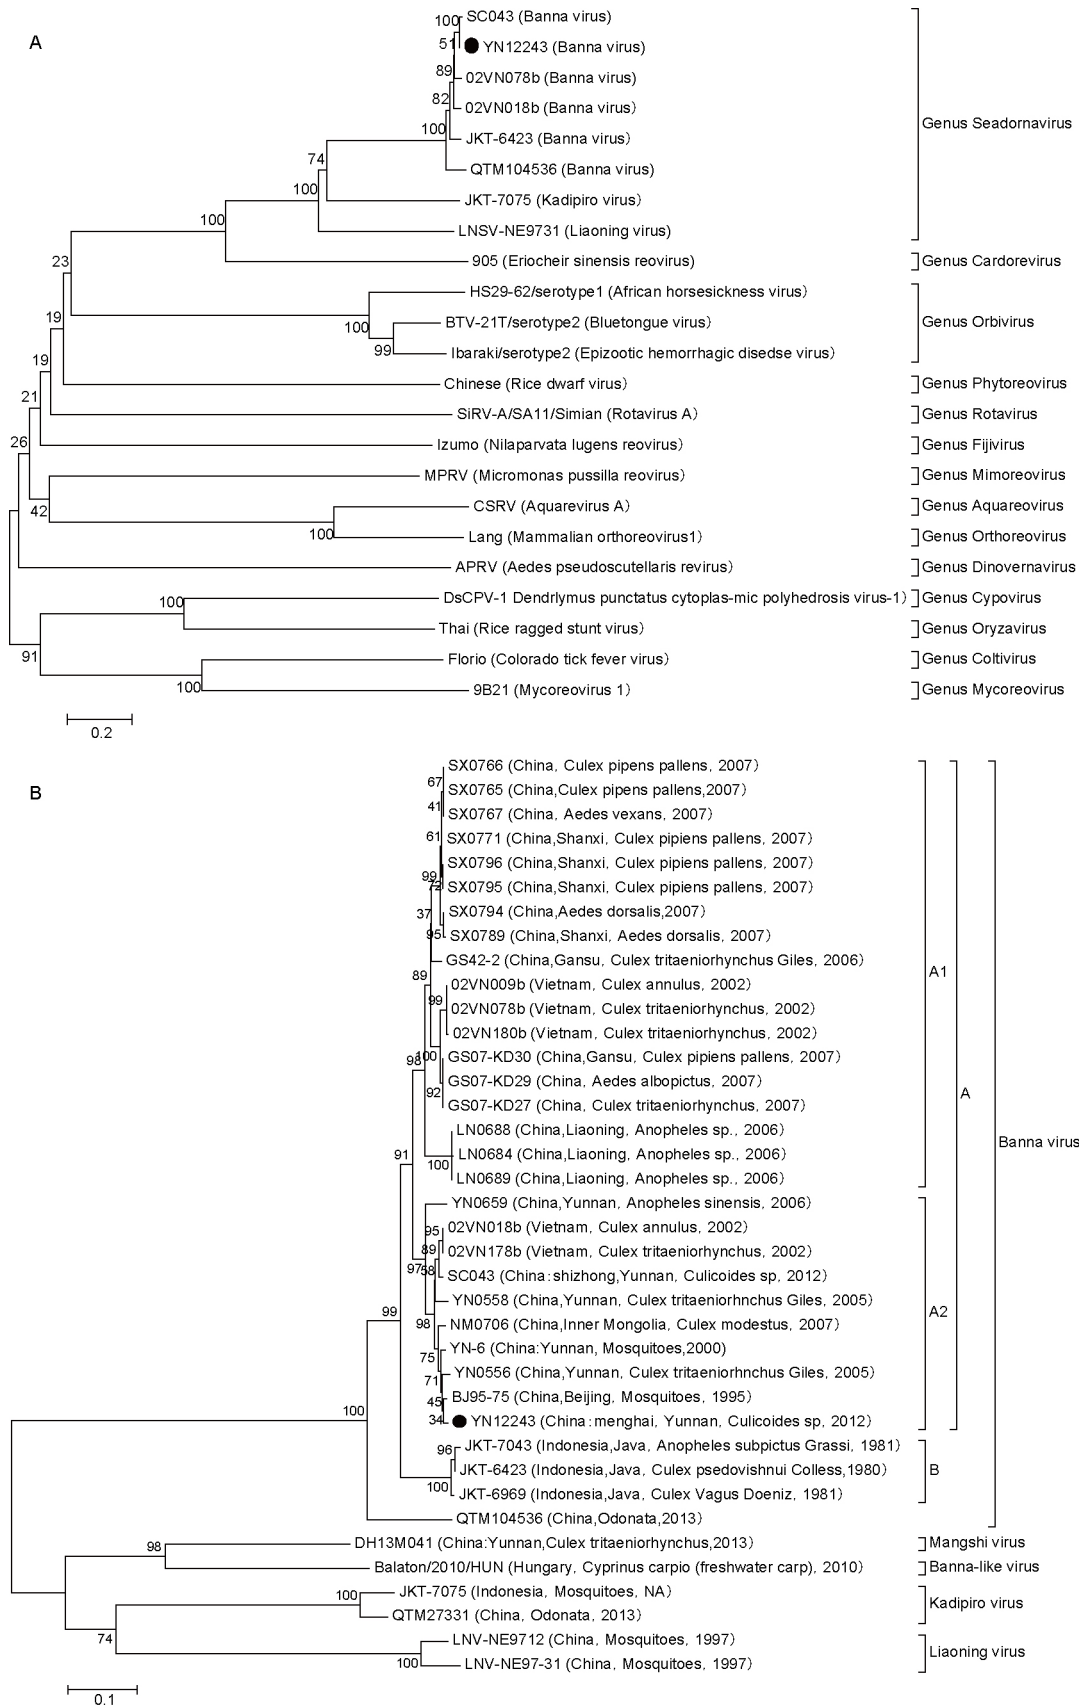 A
100
SC043 (Banna virus)
51
YN12243 (Banna virus)
89
02VN078b (Banna virus)
82
02VN018b (Banna virus)
100
JKT-6423 (Banna virus)
QTM104536 (Banna virus)
Genus Seadornavirus
74
100
JKT-7075 (Kadipiro virus)
LNSV-NE9731 (Liaoning virus)
100
905 (Eriocheir sinensis reovirus)
Genus Cardorevirus
23
HS29-62/serotype1 (African horsesickness virus)
100
BTV-21T/serotype2 (Bluetongue virus)
Genus Orbivirus
99
Ibaraki/serotype2 (Epizootic hemorrhagic disedse virus)
19
Chinese (Rice dwarf virus)
Genus Phytoreovirus
19
SiRV-A/SA11/Simian (Rotavirus A)
Genus Rotavirus
21
Izumo (Nilaparvata lugens reovirus)
Genus Fijivirus
26
MPRV (Micromonas pussilla reovirus)
Genus Mimoreovirus
42
CSRV (Aquarevirus A)
Genus Aquareovirus
100
Lang (Mammalian orthoreovirus1)
Genus Orthoreovirus
APRV (Aedes pseudoscutellaris revirus)
Genus Dinovernavirus
100
DsCPV-1 Dendrlymus punctatus cytoplas-mic polyhedrosis virus-1)
Genus Cypovirus
Thai (Rice ragged stunt virus)
Genus Oryzavirus
91
Florio (Colorado tick fever virus)
Genus Coltivirus
100
9B21 (Mycoreovirus 1)
Genus Mycoreovirus
0.2
B
SX0766 (China, Culex pipens pallens, 2007)
67
SX0765 (China,Culex pipens pallens,2007)
41
SX0767 (China, Aedes vexans, 2007)
61
SX0771 (China,Shanxi, Culex pipiens pallens, 2007)
SX0796 (China,Shanxi, Culex pipiens pallens, 2007)
99
72
SX0795 (China,Shanxi, Culex pipiens pallens, 2007)
37
SX0794 (China,Aedes dorsalis,2007)
95
SX0789 (China,Shanxi, Aedes dorsalis, 2007)
GS42-2 (China,Gansu, Culex tritaeniorhynchus Giles, 2006)
A1
89
02VN009b (Vietnam, Culex annulus, 2002)
99
02VN078b (Vietnam, Culex tritaeniorhynchus, 2002)
02VN180b (Vietnam, Culex tritaeniorhynchus, 2002)
98
100
GS07-KD30 (China,Gansu, Culex pipiens pallens, 2007)
GS07-KD29 (China, Aedes albopictus, 2007)
92
GS07-KD27 (China, Culex tritaeniorhynchus, 2007)
A
LN0688 (China,Liaoning, Anopheles sp., 2006)
Banna virus
91
LN0684 (China,Liaoning, Anopheles sp., 2006)
100
LN0689 (China,Liaoning, Anopheles sp., 2006)
YN0659 (China,Yunnan, Anopheles sinensis, 2006)
95
02VN018b (Vietnam, Culex annulus, 2002)
89
02VN178b (Vietnam, Culex tritaeniorhynchus, 2002)
97
58
SC043 (China:shizhong,Yunnan, Culicoides sp, 2012)
YN0558 (China,Yunnan, Culex tritaeniorhnchus Giles, 2005)
A2
99
98
NM0706 (China,Inner Mongolia, Culex modestus, 2007)
YN-6 (China:Yunnan, Mosquitoes,2000)
75
YN0556 (China,Yunnan, Culex tritaeniorhnchus Giles, 2005)
71
BJ95-75 (China,Beijing, Mosquitoes, 1995)
45
34
YN12243 (China:menghai, Yunnan, Culicoides sp, 2012)
100
96
JKT-7043 (Indonesia,Java, Anopheles subpictus Grassi, 1981)
JKT-6423 (Indonesia,Java, Culex psedovishnui Colless,1980)
B
100
JKT-6969 (Indonesia,Java, Culex Vagus Doeniz, 1981)
QTM104536 (China,Odonata,2013)
98
DH13M041 (China:Yunnan,Culex tritaeniorhynchus,2013)
Mangshi virus
Balaton/2010/HUN (Hungary, Cyprinus carpio (freshwater carp), 2010)
Banna-like virus
100
JKT-7075 (Indonesia, Mosquitoes, NA)
Kadipiro virus
QTM27331 (China, Odonata, 2013)
74
LNV-NE9712 (China, Mosquitoes, 1997)
Liaoning virus
100
LNV-NE97-31 (China, Mosquitoes, 1997)
0.1